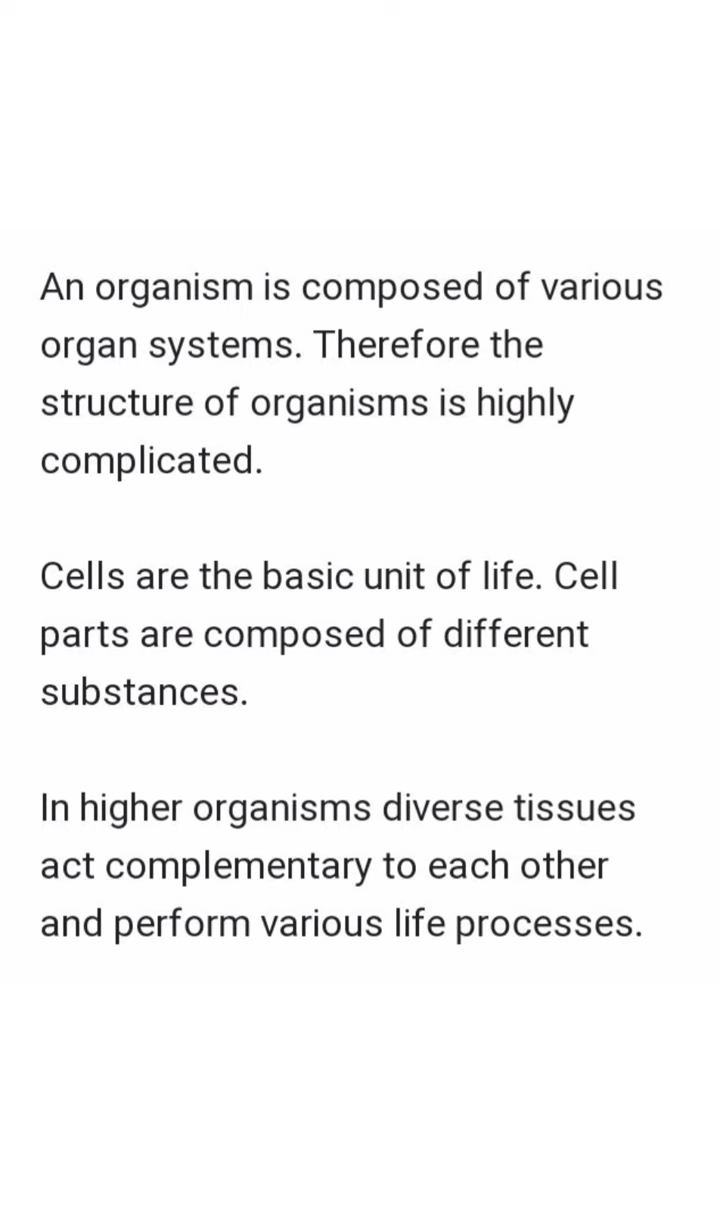 An organism is composed of various
organ systems. Therefore the
structure of organisms is highly
complicated.
Cells are the basic unit of life. Cell
parts are composed of different
substances.
In higher organisms diverse tissues
act complementary to each other
and perform various life processes.